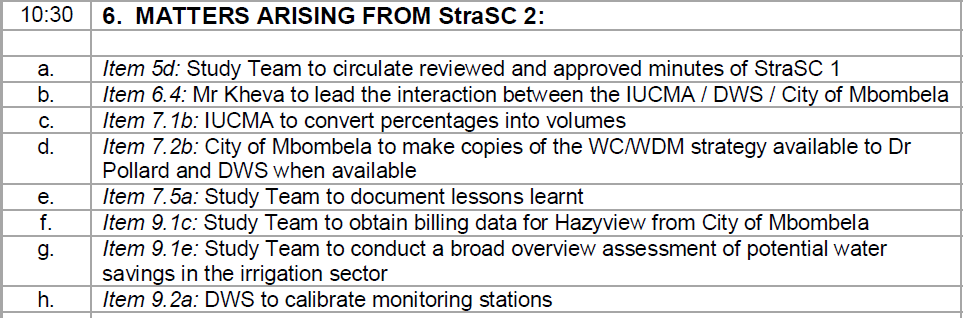 10:30 6. MATTERS ARISING FROM StraSC 2:
a. Item 5d: Study Team to circulate reviewed and approved minutes of StraSC 1
b. Item 6.4: Mr Kheva to lead the interaction between the IUCMA / DWS / City of Mbombela
c. Item 7.1b: IUCMA to convert percentages into volumes
d. Item 7.2b: City of Mbombela to make copies of the WC/WDM strategy available to Dr
Pollard and DWS when available
e. Item 7.5a: Study Team to document lessons learnt
f. Item 9.1c: Study Team to obtain billing data for Hazyview from City of Mbombela
g. Item 9.1e: Study Team to conduct a broad overview assessment of potential water
savings in the irrigation sector
h. Item 9.2a: DWS to calibrate monitoring stations